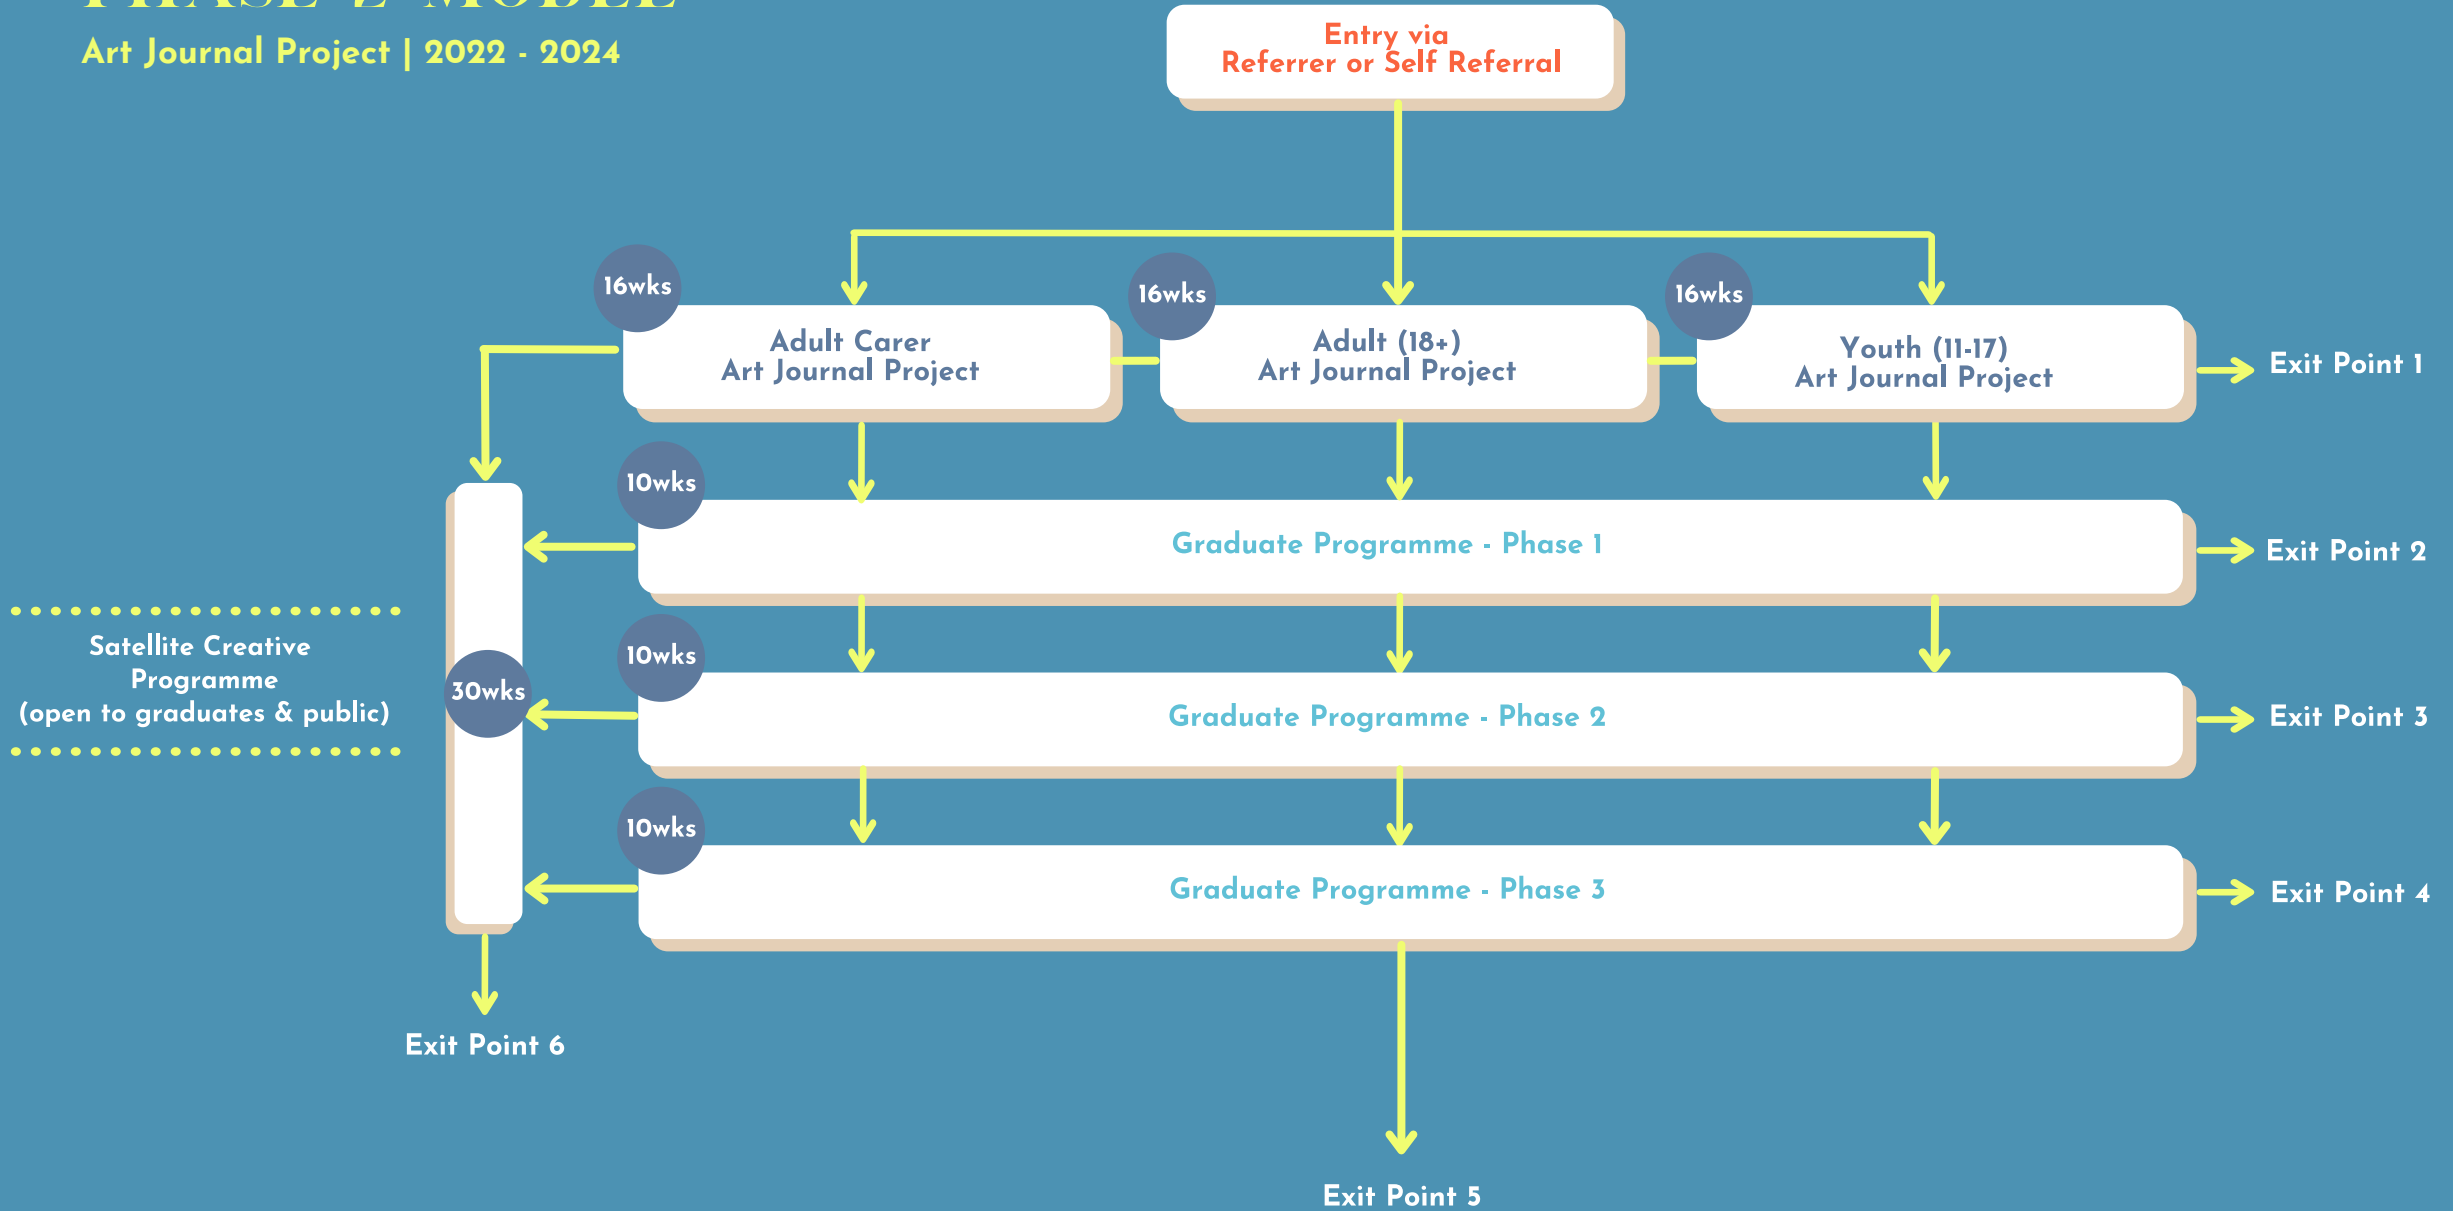 PHASE 2 MODEL
Art Journal Project | 2022 - 2024
Entry via
Referrer or Self Referral
16wks
16wks
16wks
Adult Carer
Art Journal Project
Adult (18+)
Art Journal Project
Youth (11-17)
Art Journal Project
Exit Point 1
10wks
Graduate Programme - Phase 1
Exit Point 2
Satellite Creative
Programme
(open to graduates & public)
30wks
10wks
Graduate Programme - Phase 2
Exit Point 3
10wks
Graduate Programme - Phase 3
Exit Point 4
Exit Point 6
Exit Point 5